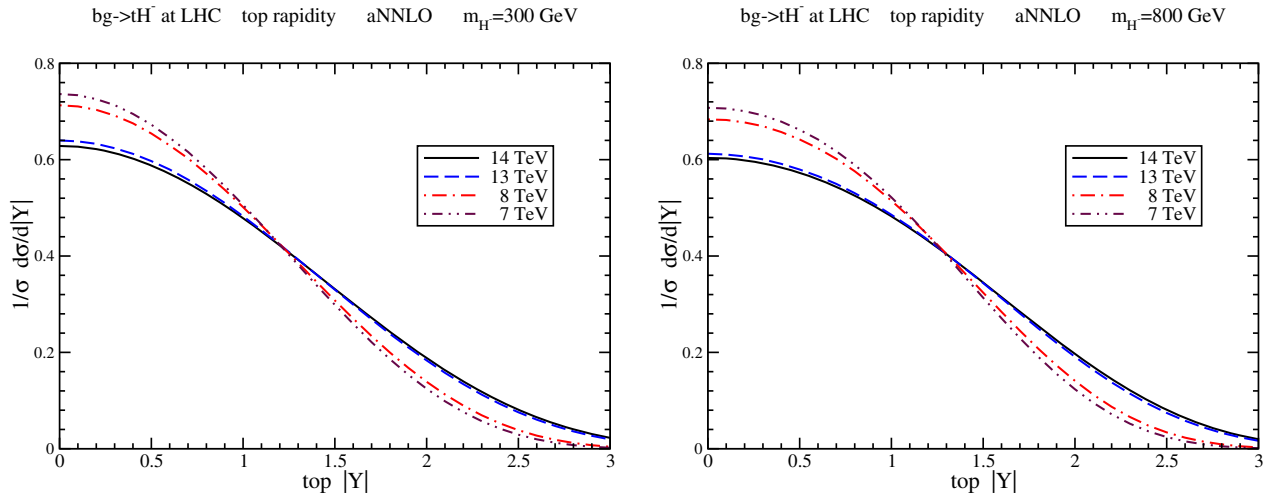 bg->tH⁻ at LHC top rapidity aNNLO m_H⁻=300 GeV
0.8
0.6
0.4
0.2
0
0 0.5 1 1.5 2 2.5 3
1/σ dσ/d|Y|
top |Y|
14 TeV
13 TeV
8 TeV
7 TeV
bg->tH⁻ at LHC top rapidity aNNLO m_H⁻=800 GeV
0.8
0.6
0.4
0.2
0
0 0.5 1 1.5 2 2.5 3
1/σ dσ/d|Y|
top |Y|
14 TeV
13 TeV
8 TeV
7 TeV